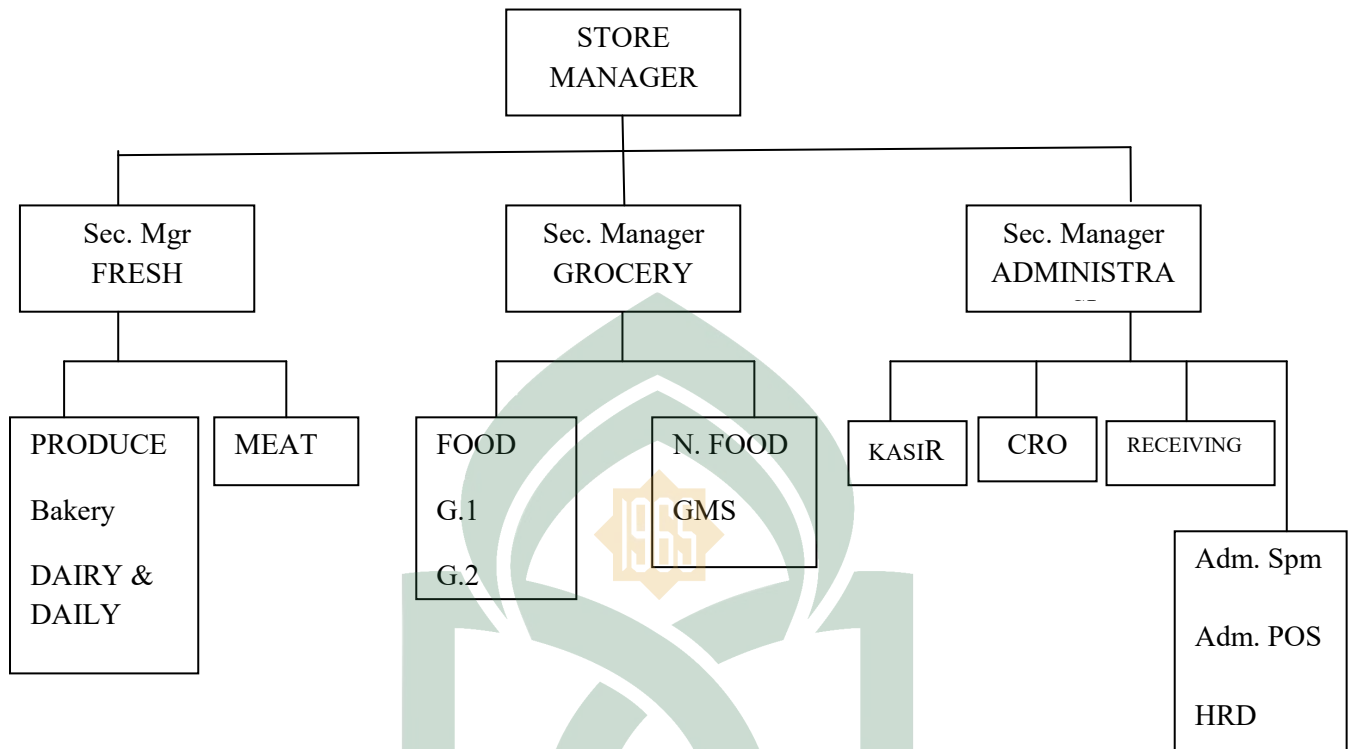 STORE
MANAGER
Sec. Mgr
FRESH
Sec. Manager
GROCERY
Sec. Manager
ADMINISTRA
PRODUCE
Bakery
DAIRY &
DAILY
MEAT
FOOD
G.1
G.2
N. FOOD
GMS
KASIR
CRO
RECEIVING
Adm. Spm
Adm. POS
HRD
1965